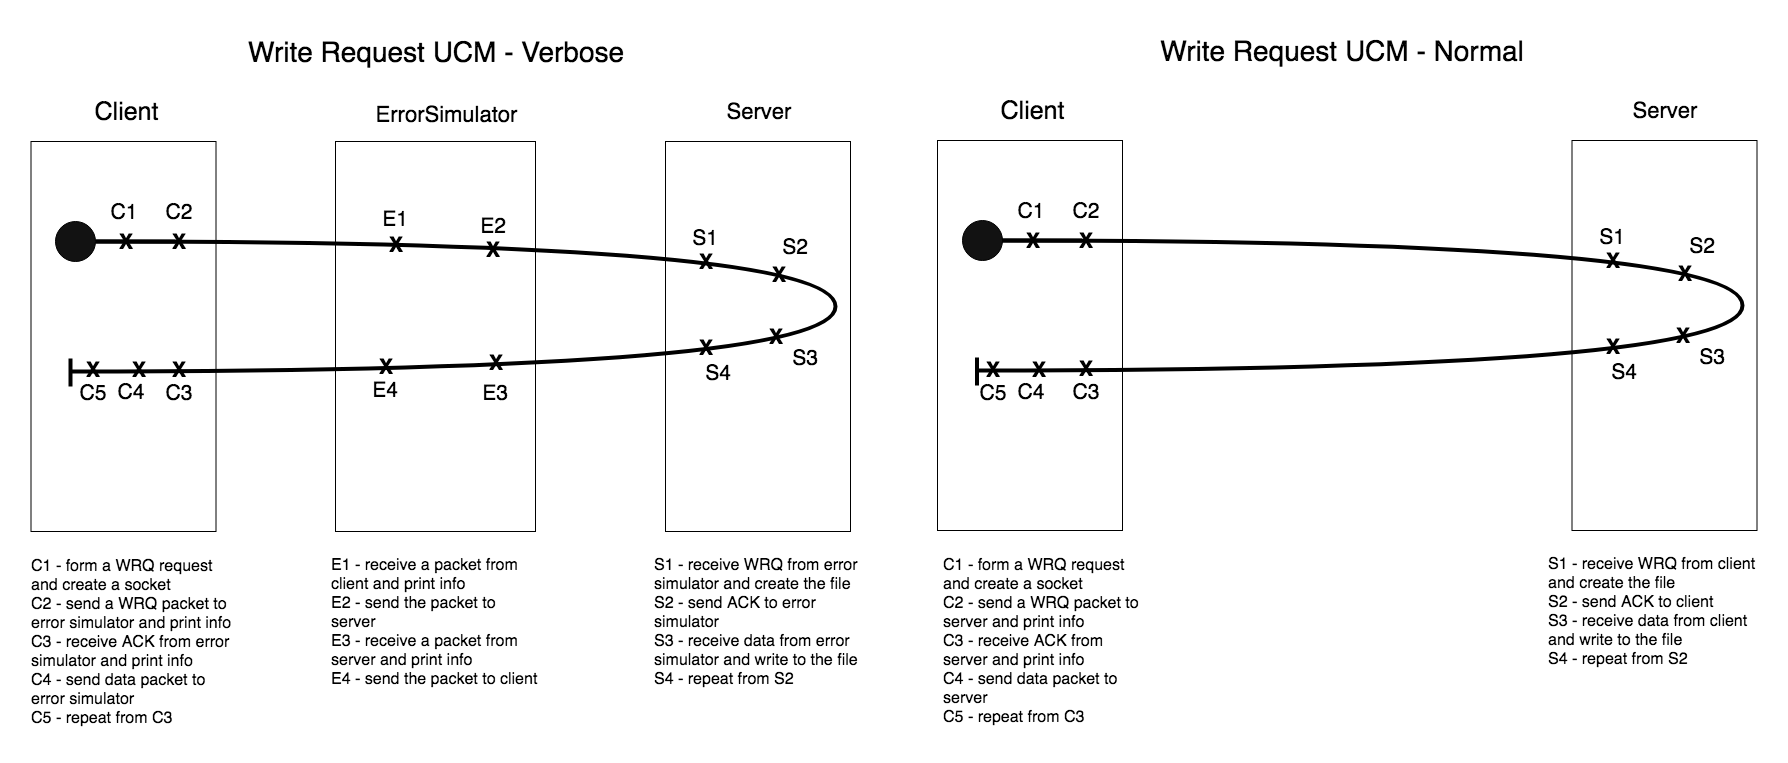 Write Request UCM - Verbose
Client
ErrorSimulator
Server
C1
C2
E1
E2
S1
S2
C5
C4
C3
E4
E3
S4
S3
C1 - form a WRQ request
and create a socket
C2 - send a WRQ packet to
error simulator and print info
C3 - receive ACK from error
simulator and print info
C4 - send data packet to
error simulator
C5 - repeat from C3
E1 - receive a packet from
client and print info
E2 - send the packet to
server
E3 - receive a packet from
server and print info
E4 - send the packet to client
S1 - receive WRQ from error
simulator and create the file
S2 - send ACK to error
simulator
S3 - receive data from error
simulator and write to the file
S4 - repeat from S2
Write Request UCM - Normal
Client
Server
C1
C2
S1
S2
C5
C4
C3
S4
S3
C1 - form a WRQ request
and create a socket
C2 - send a WRQ packet to
server and print info
C3 - receive ACK from
server and print info
C4 - send data packet to
server
C5 - repeat from C3
S1 - receive WRQ from client
and create the file
S2 - send ACK to client
S3 - receive data from client
and write to the file
S4 - repeat from S2